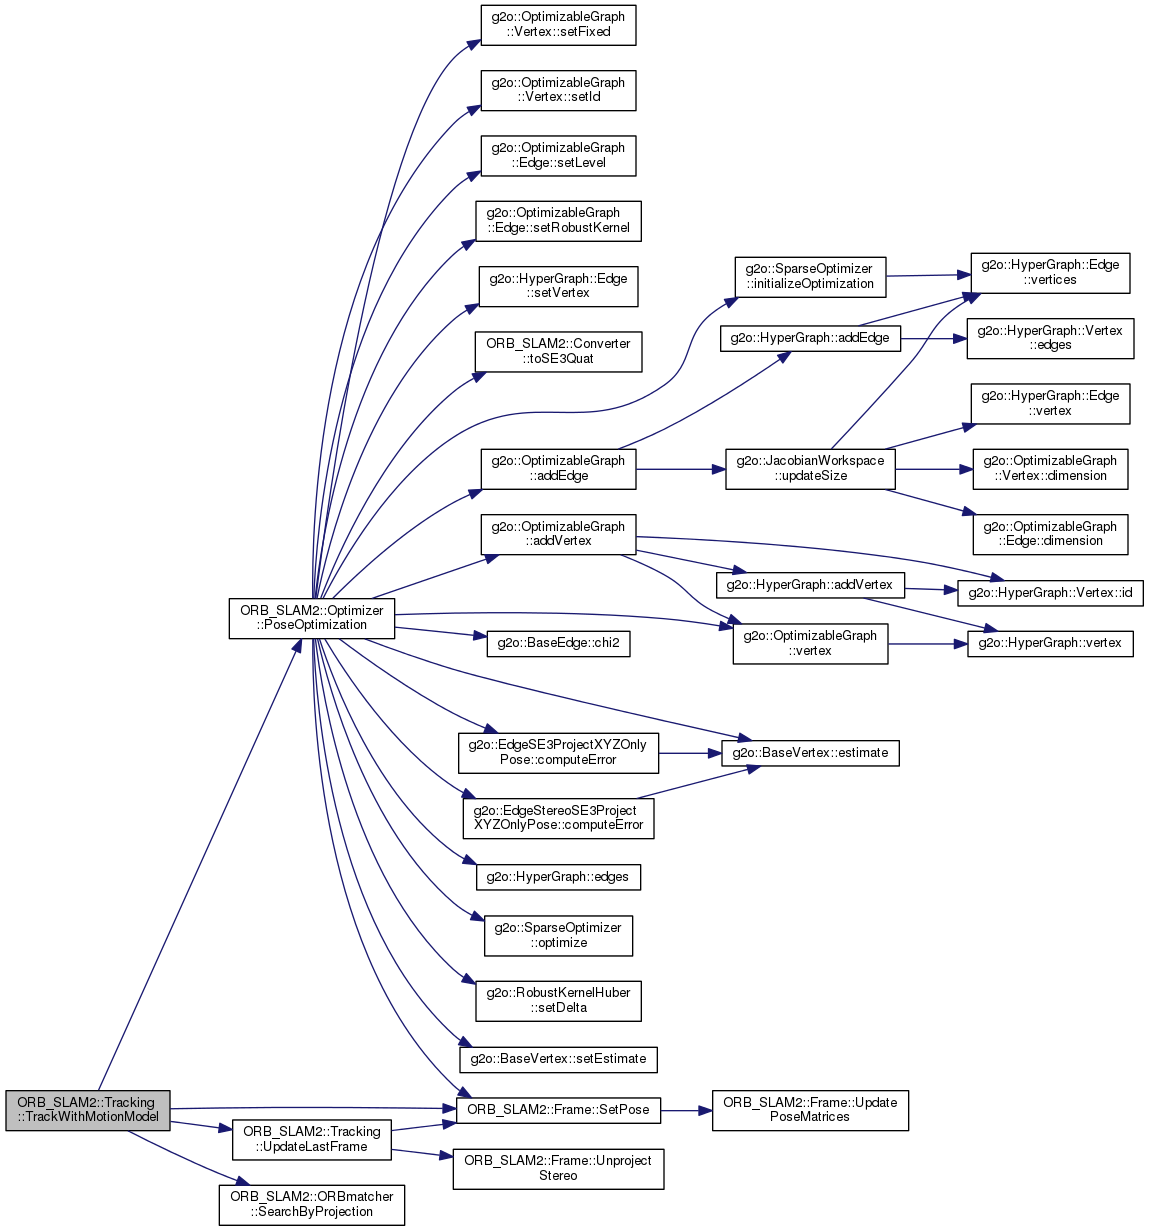 g2o::OptimizableGraph
::Vertex::setFixed
g2o::OptimizableGraph
::Vertex::setId
g2o::OptimizableGraph
::Edge::setLevel
g2o::OptimizableGraph
::Edge::setRobustKernel
g2o::HyperGraph::Edge
::setVertex
ORB_SLAM2::Converter
::toSE3Quat
g2o::SparseOptimizer
::initializeOptimization
g2o::HyperGraph::Edge
::vertices
g2o::HyperGraph::addEdge
g2o::HyperGraph::Vertex
::edges
g2o::HyperGraph::Edge
::vertex
g2o::OptimizableGraph
::addEdge
g2o::JacobianWorkspace
::updateSize
g2o::OptimizableGraph
::Vertex::dimension
g2o::OptimizableGraph
::addVertex
g2o::OptimizableGraph
::Edge::dimension
g2o::HyperGraph::addVertex
g2o::HyperGraph::Vertex::id
ORB_SLAM2::Optimizer
::PoseOptimization
g2o::BaseEdge::chi2
g2o::OptimizableGraph
::vertex
g2o::HyperGraph::vertex
g2o::EdgeSE3ProjectXYZOnly
Pose::computeError
g2o::BaseVertex::estimate
g2o::EdgeStereoSE3Project
XYZOnlyPose::computeError
g2o::HyperGraph::edges
g2o::SparseOptimizer
::optimize
g2o::RobustKernelHuber
::setDelta
g2o::BaseVertex::setEstimate
ORB_SLAM2::Tracking
::TrackWithMotionModel
ORB_SLAM2::Frame::SetPose
ORB_SLAM2::Frame::Update
PoseMatrices
ORB_SLAM2::Tracking
::UpdateLastFrame
ORB_SLAM2::Frame::Unproject
Stereo
ORB_SLAM2::ORBmatcher
::SearchByProjection